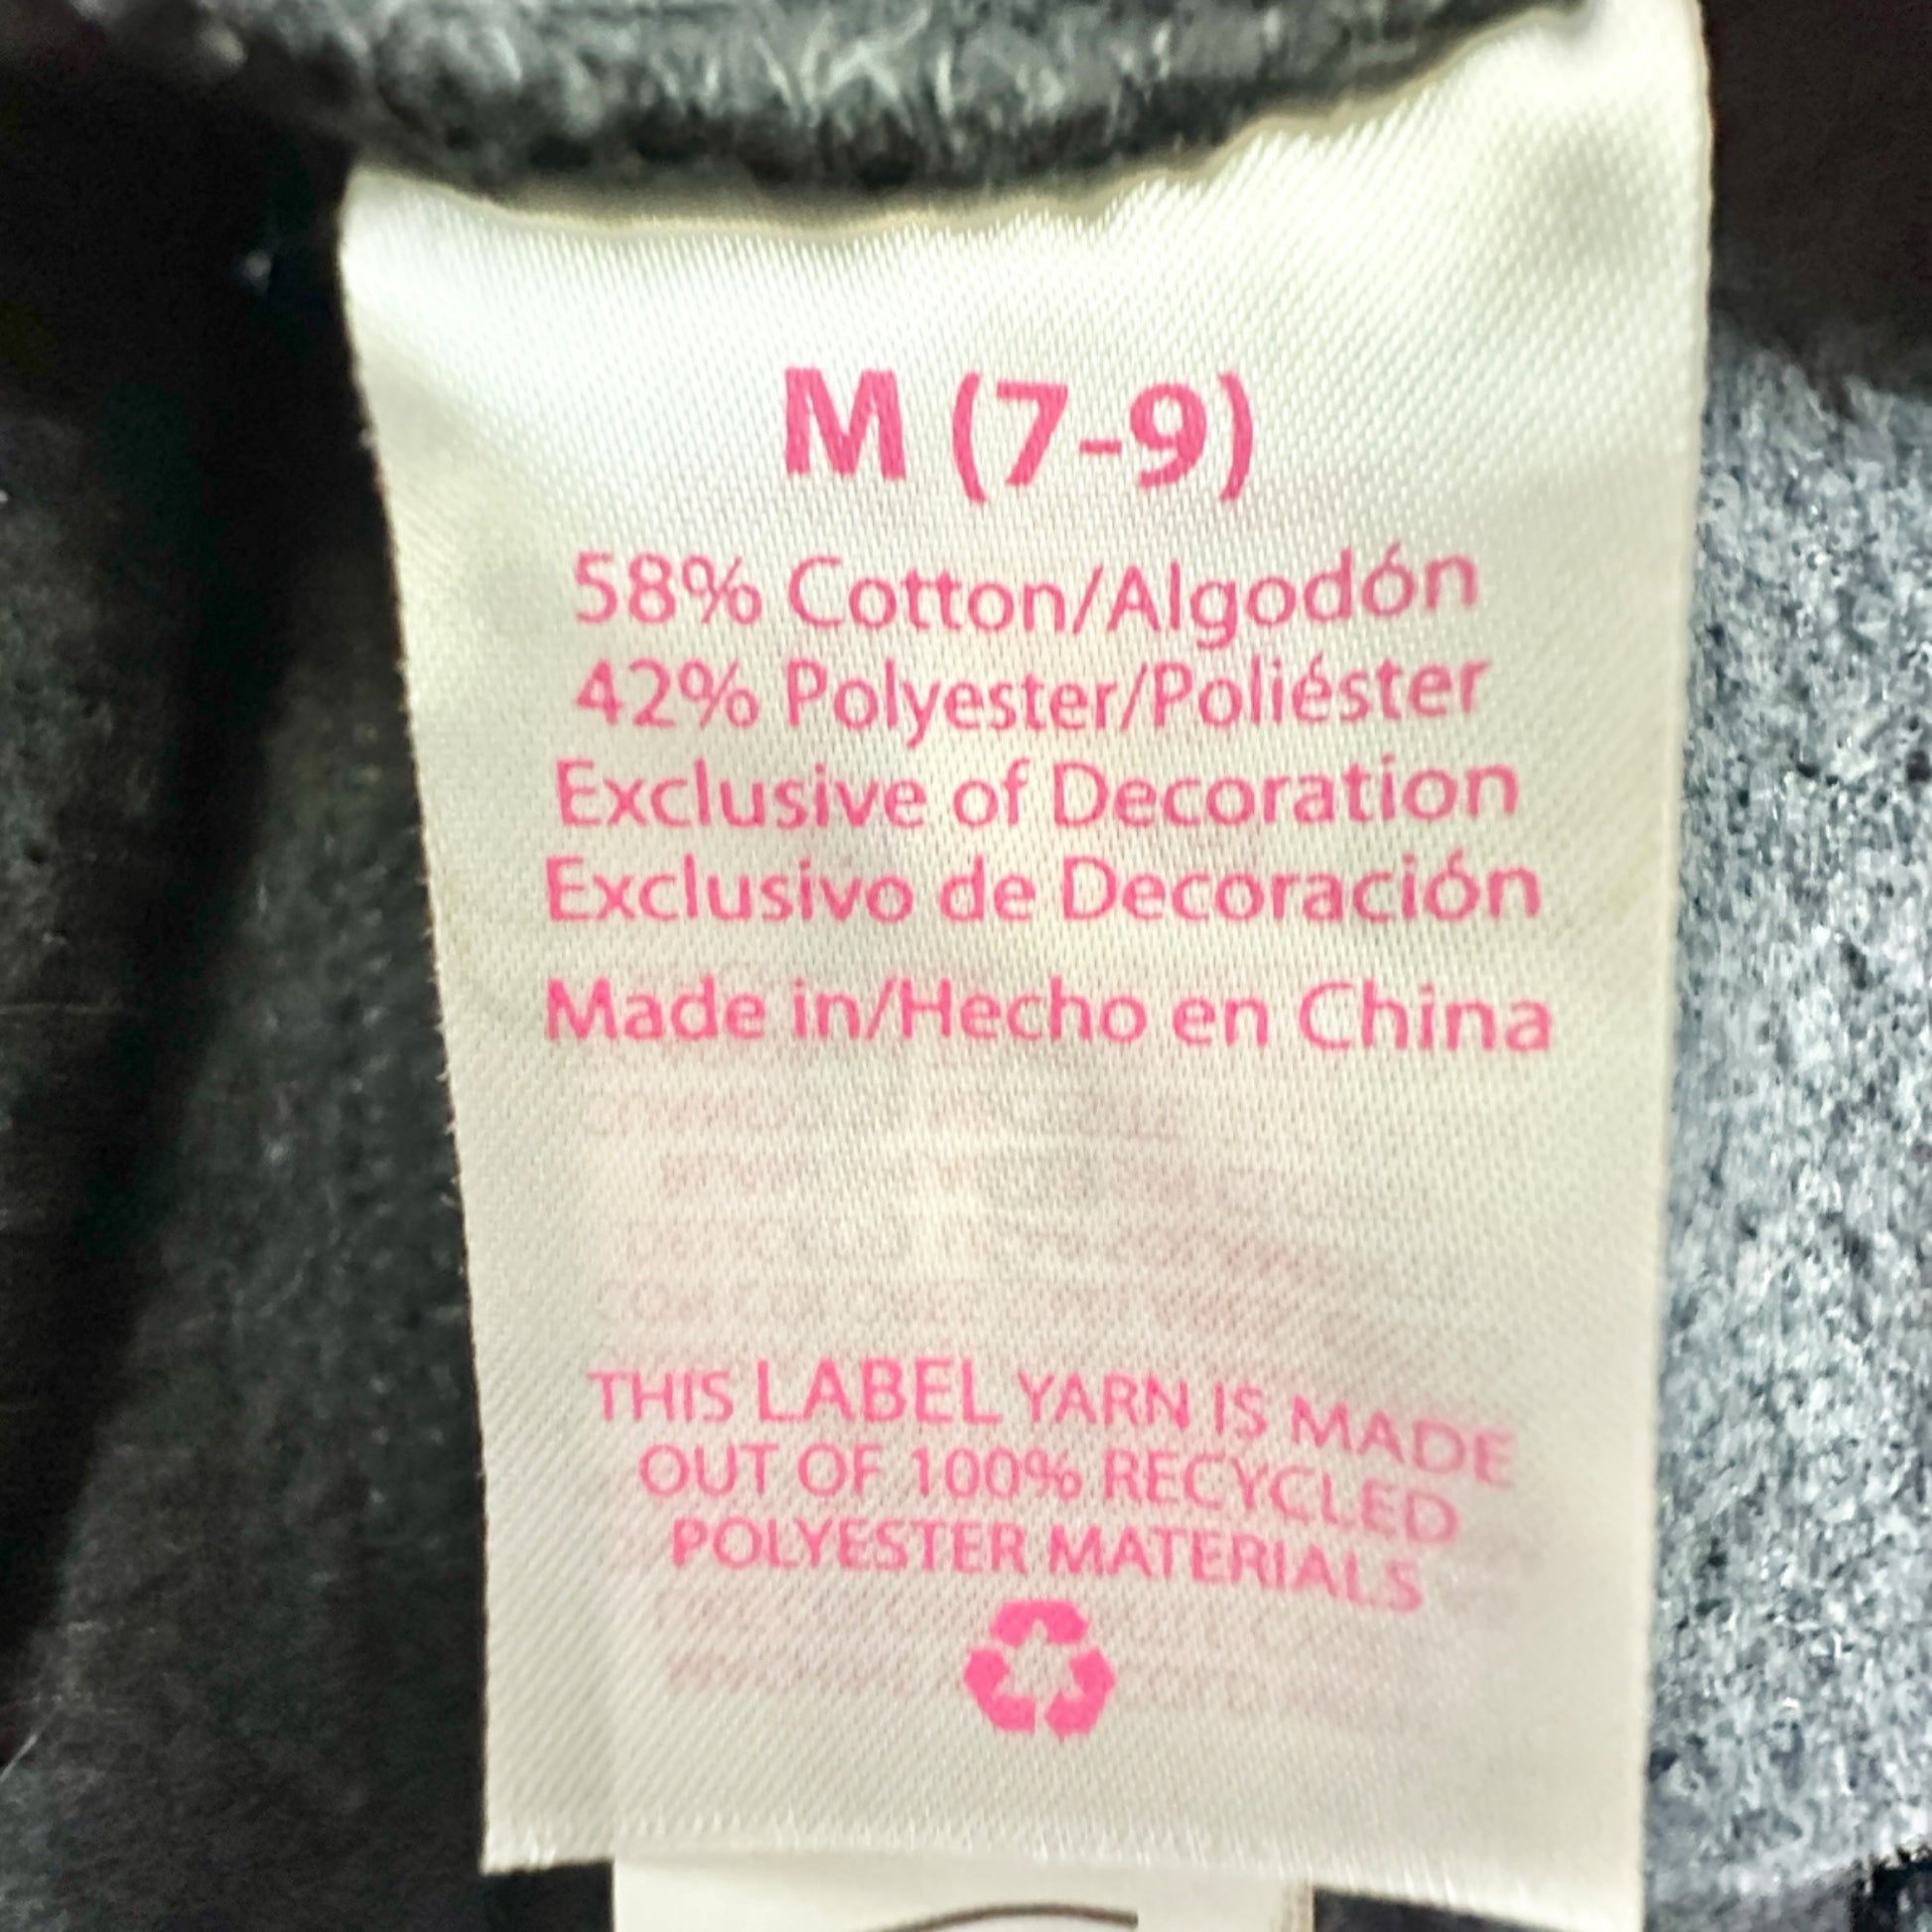 M (7-9)
58% Cotton/Algodón
42% Polyester/Poliéster
Exclusive of Decoration
Exclusivo de Decoración
Made in/Hecho en China
THIS LABEL YARN IS MADE
OUT OF 100% RECYCLED
POLYESTER MATERIALS